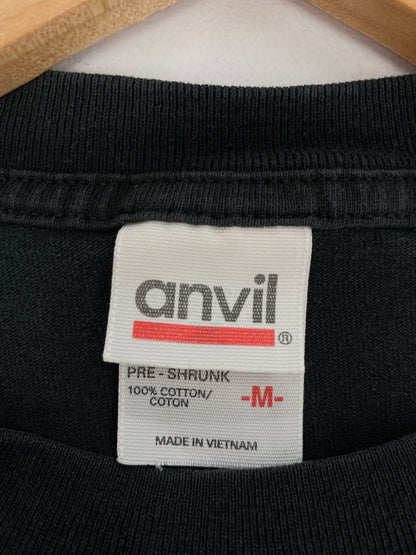 anvil
®
PRE - SHRUNK
100% COTTON/
COTON
-M-
MADE IN VIETNAM